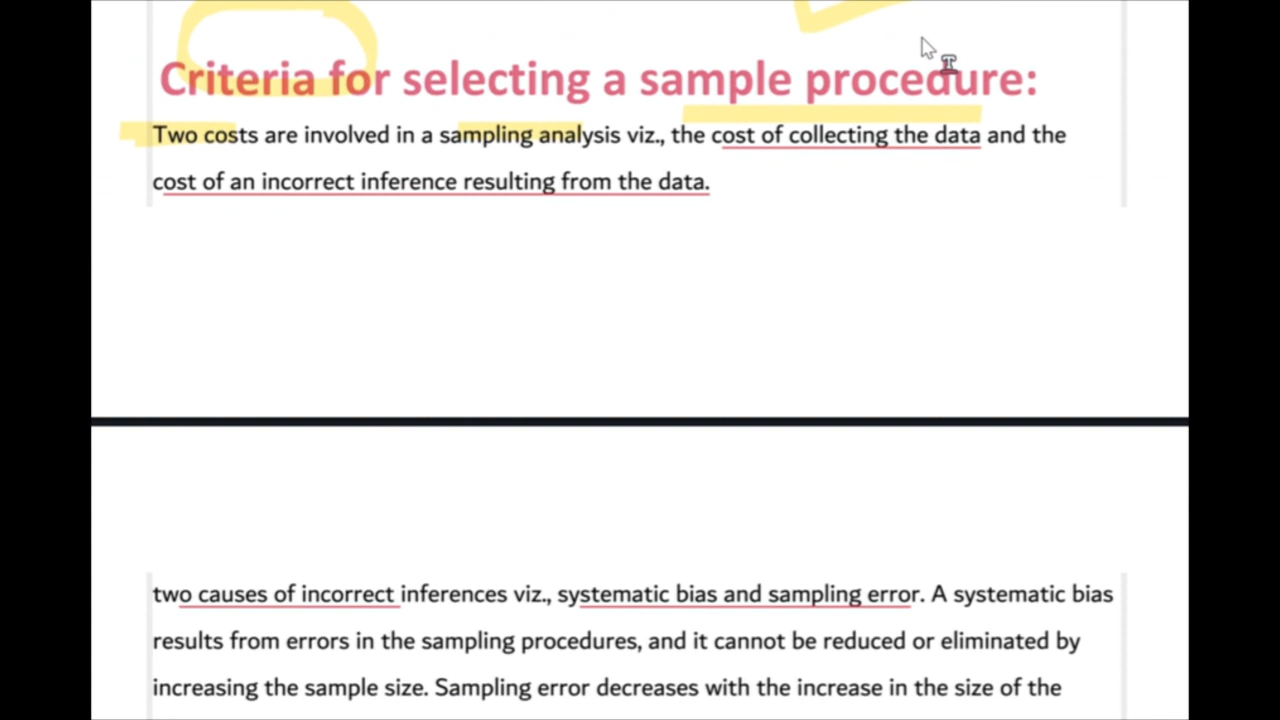 Criteria for selecting a sample procedure:
Two costs are involved in a sampling analysis viz., the cost of collecting the data and the
cost of an incorrect inference resulting from the data.
two causes of incorrect inferences viz., systematic bias and sampling error. A systematic bias
results from errors in the sampling procedures, and it cannot be reduced or eliminated by
increasing the sample size. Sampling error decreases with the increase in the size of the